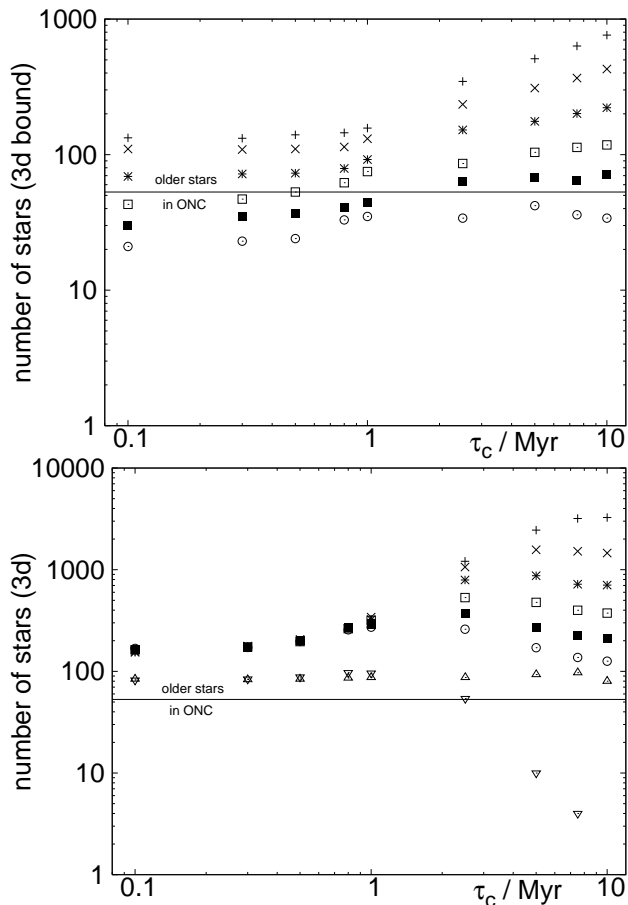 1000
100
10
1
number of stars (3d bound)
older stars
in ONC
0.1
1
10
τc / Myr
10000
1000
100
10
1
number of stars (3d)
older stars
in ONC
0.1
1
10
τc / Myr